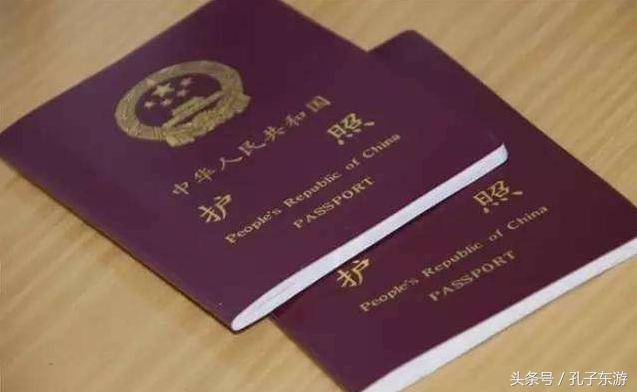 中华人民共和国
护 照
People's Republic of China
PASSPORT
护 照
People's Republic of China
PASSPORT
头条号 / 孔子东游